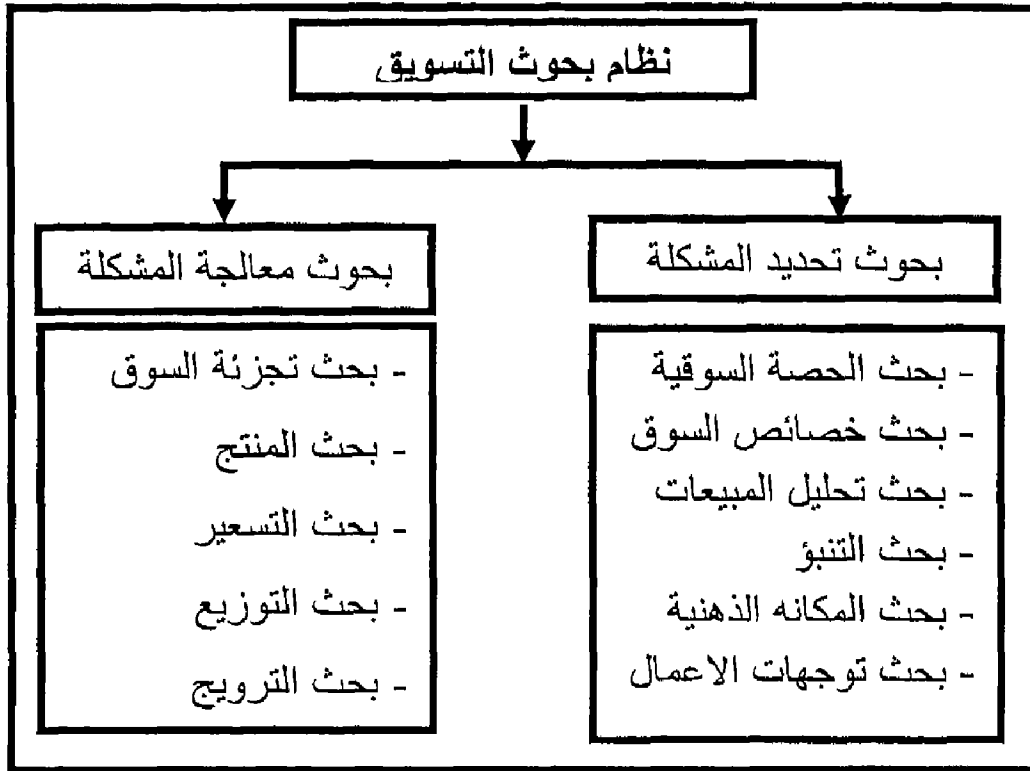 نظام بحوث التسويق
بحوث تحديد المشكلة
- بحث الحصة السوقية
- بحث خصائص السوق
- بحث تحليل المبيعات
- بحث التنبؤ
- بحث المكانه الذهنية
- بحث توجهات الاعمال
بحوث معالجة المشكلة
- بحث تجزئة السوق
- بحث المنتج
- بحث التسعير
- بحث التوزيع
- بحث الترويج